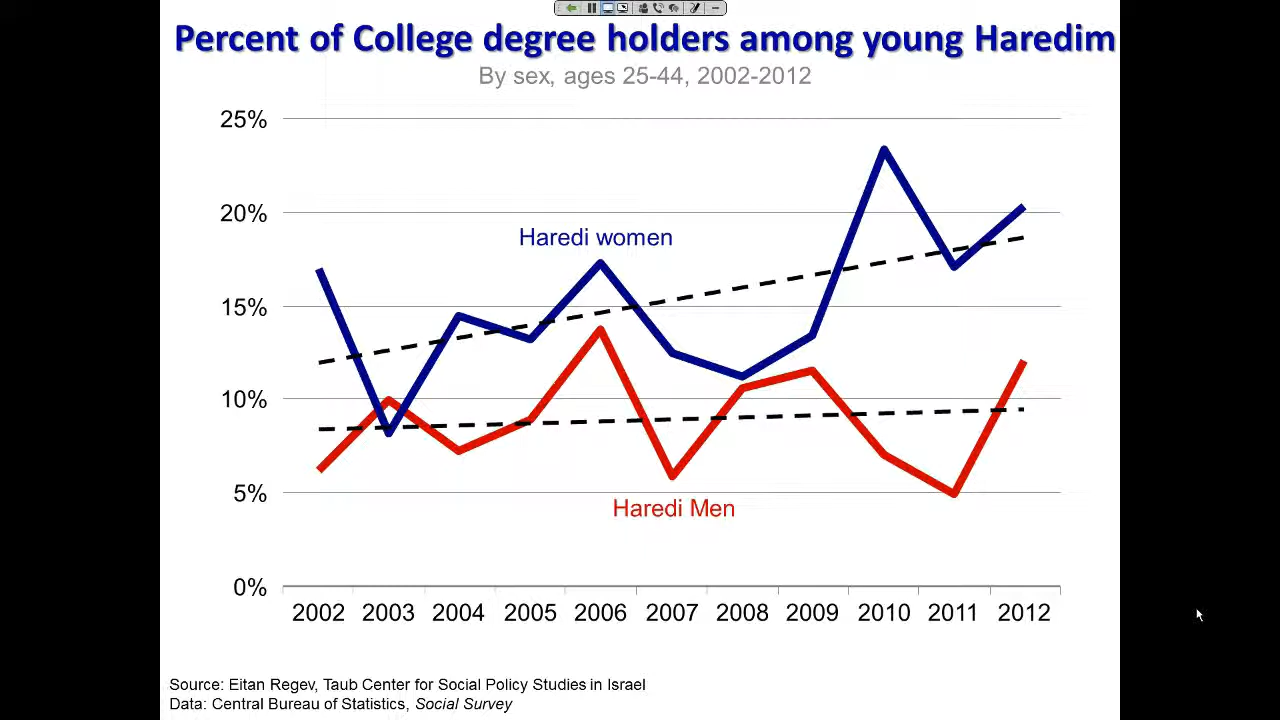 Percent of College degree holders among young Haredim
By sex, ages 25-44, 2002-2012
25%
20%
Haredi women
15%
10%
5%
Haredi Men
0%
2002 2003 2004 2005 2006 2007 2008 2009 2010 2011 2012
Source: Eitan Regev, Taub Center for Social Policy Studies in Israel
Data: Central Bureau of Statistics, Social Survey